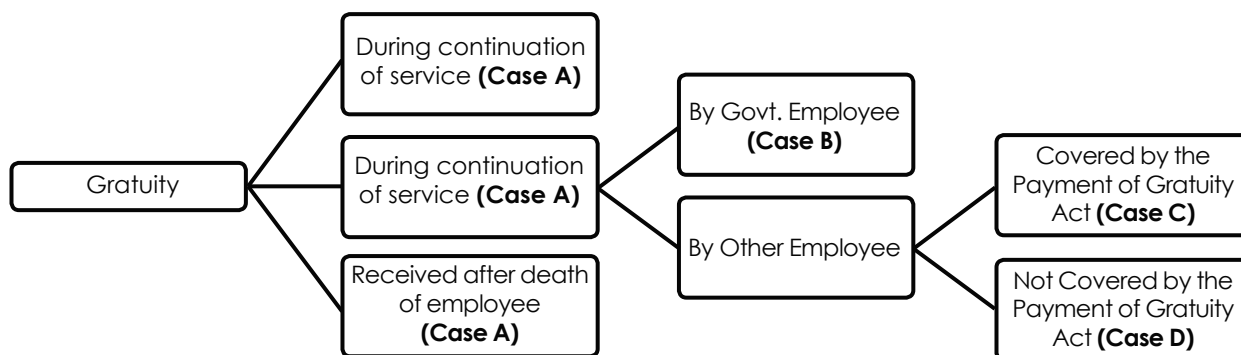 Gratuity
During continuation
of service (Case A)
During continuation
of service (Case A)
Received after death
of employee
(Case A)
By Govt. Employee
(Case B)
By Other Employee
Covered by the
Payment of Gratuity
Act (Case C)
Not Covered by the
Payment of Gratuity
Act (Case D)